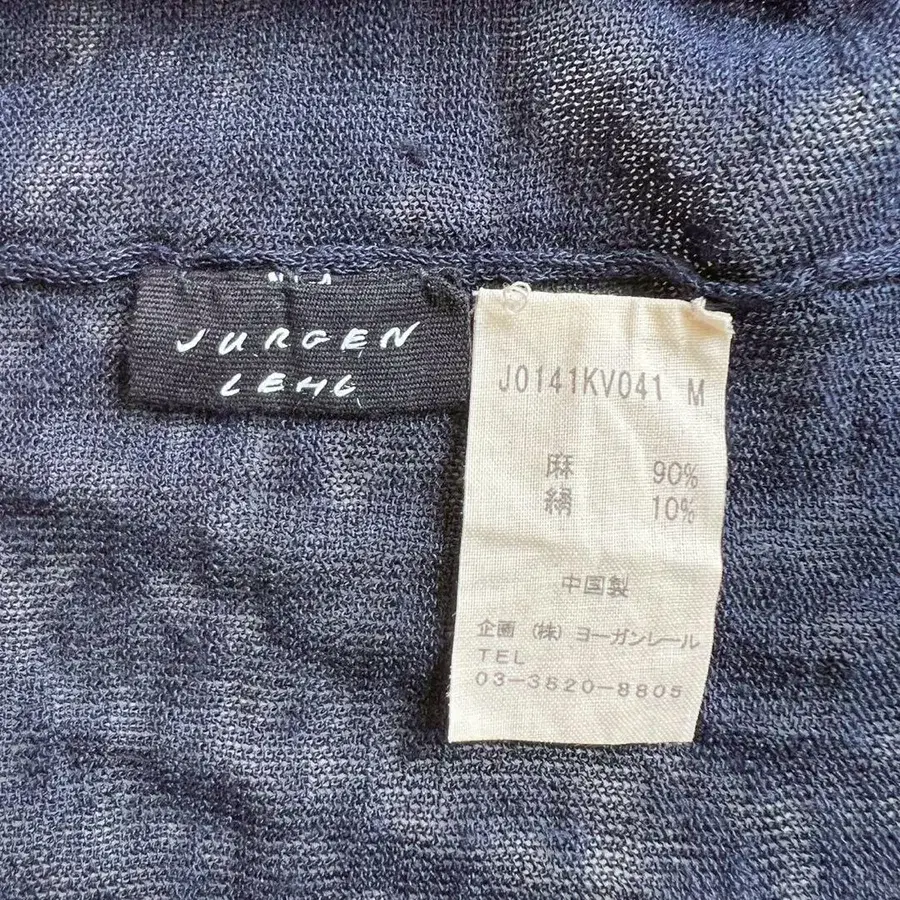 JURGEN
LEHL
J0141KV041 M
麻 90%
絹 10%
中国製
企画 (株) ヨーガンレール
TEL
03-3820-8805